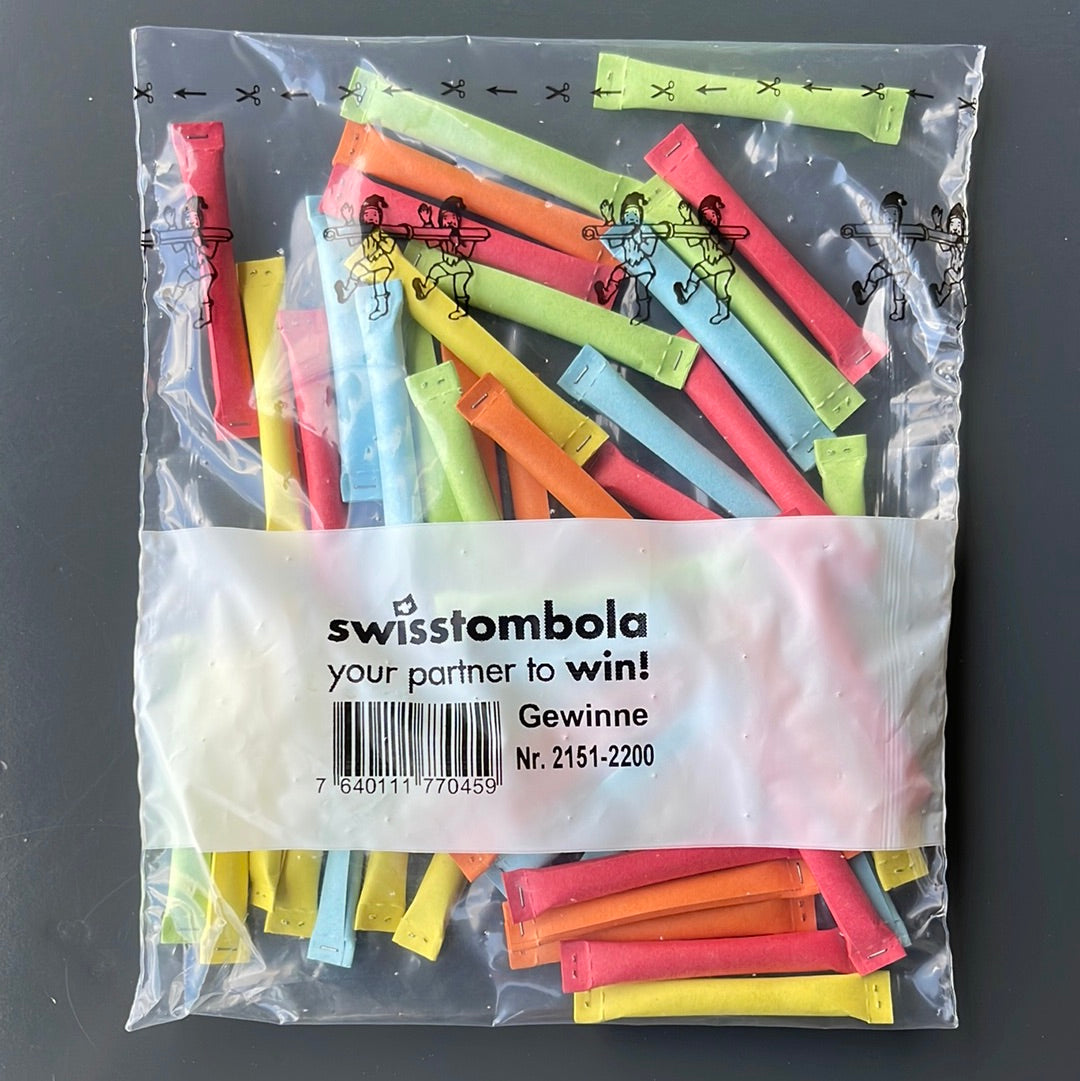 swisstombola
your partner to win!
Gewinne
Nr. 2151-2200
7 640111 770459